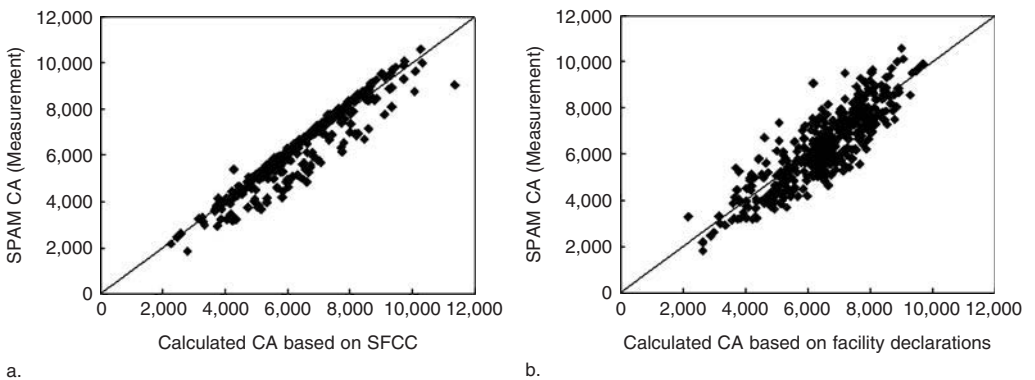 12,000
10,000
8,000
6,000
4,000
2,000
0
SPAM CA (Measurement)
0 2,000 4,000 6,000 8,000 10,000 12,000
Calculated CA based on SFCC
a.
12,000
10,000
8,000
6,000
4,000
2,000
0
SPAM CA (Measurement)
0 2,000 4,000 6,000 8,000 10,000 12,000
Calculated CA based on facility declarations
b.